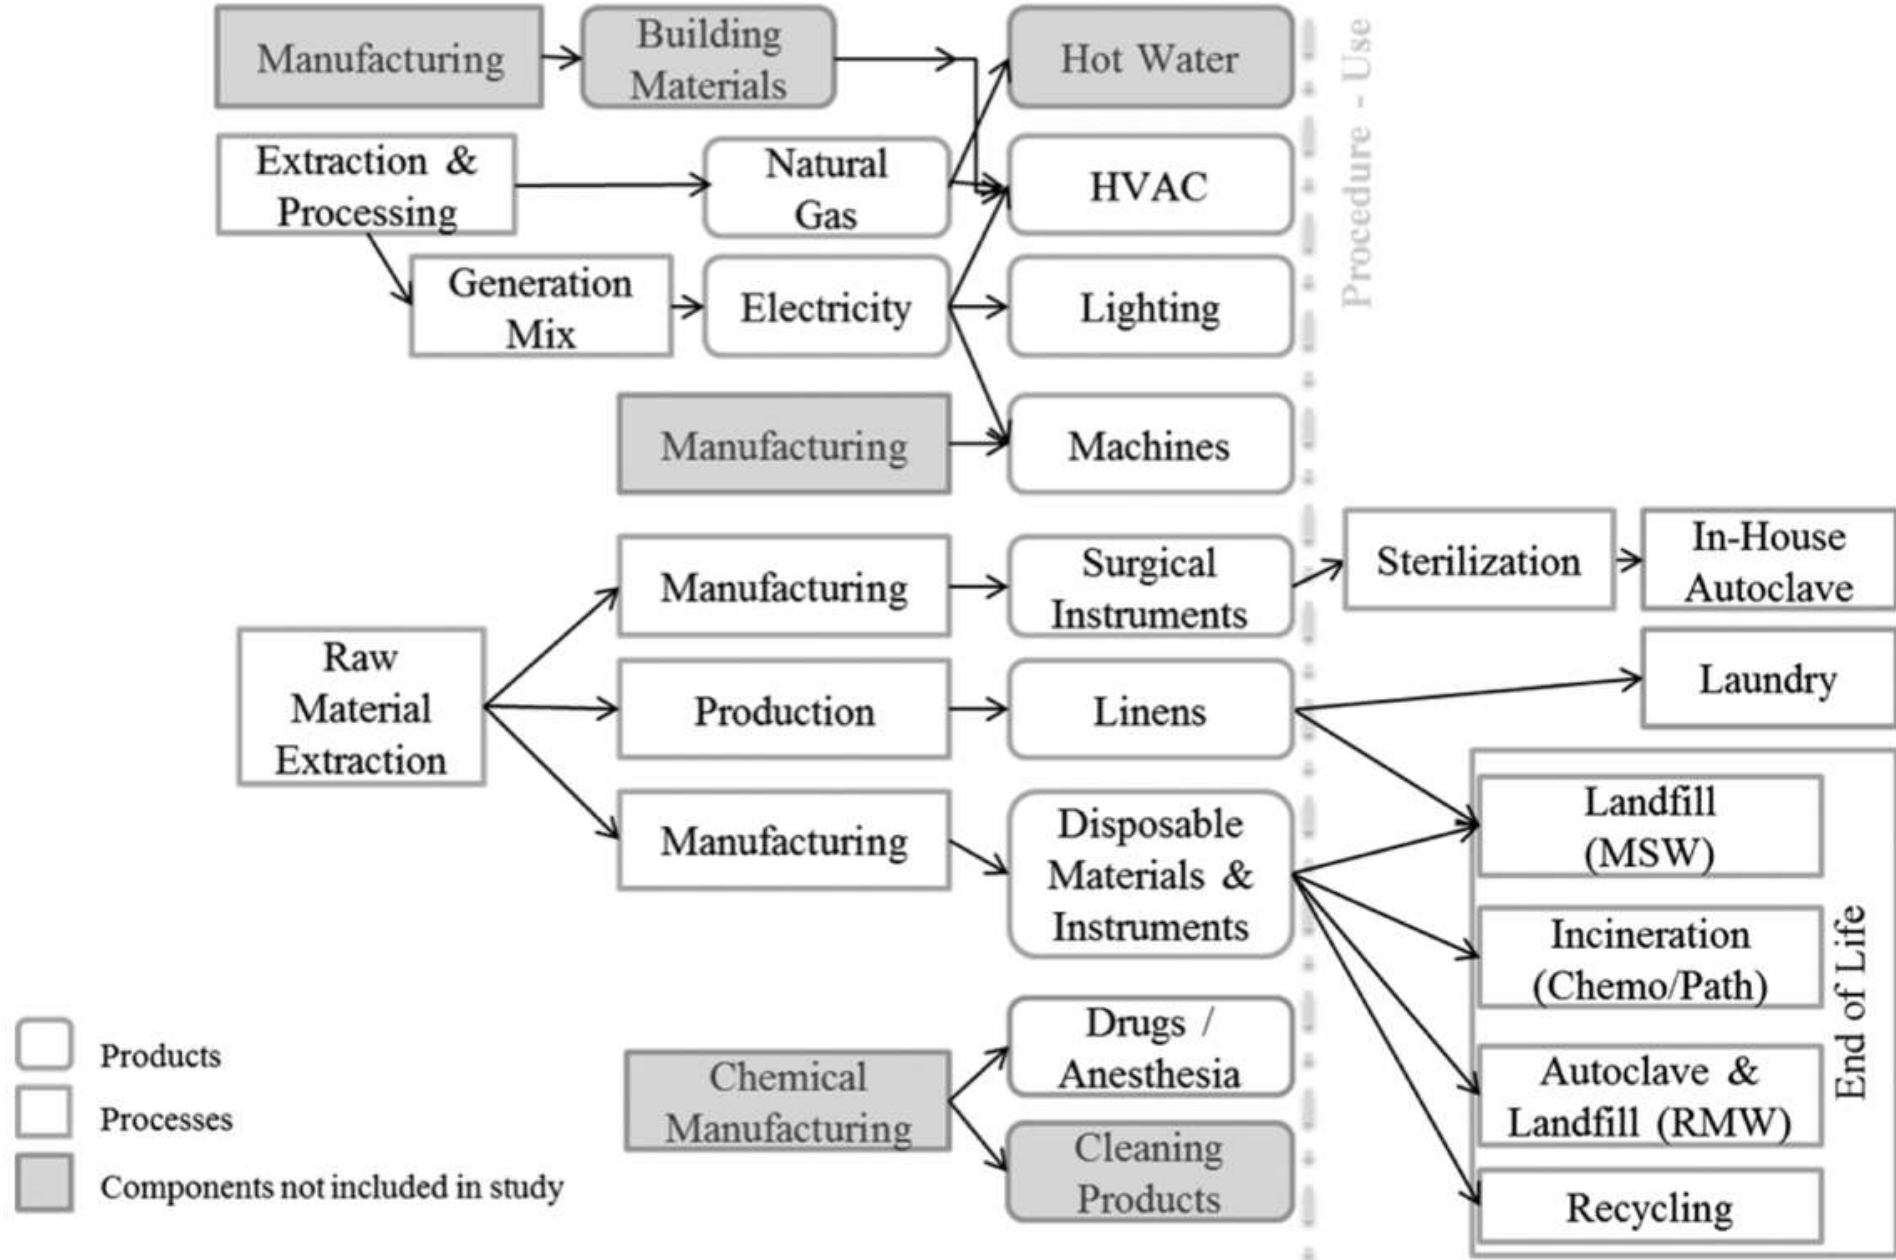 Manufacturing
Building
Materials
Hot Water
Procedure - Use
Extraction &
Processing
Natural
Gas
HVAC
Generation
Mix
Electricity
Lighting
Manufacturing
Machines
Manufacturing
Surgical
Instruments
Sterilization
In-House
Autoclave
Raw
Material
Extraction
Production
Linens
Laundry
Manufacturing
Disposable
Materials &
Instruments
Landfill
(MSW)
Incineration
(Chemo/Path)
Autoclave &
Landfill (RMW)
Recycling
End of Life
Chemical
Manufacturing
Drugs /
Anesthesia
Cleaning
Products
Products
Processes
Components not included in study